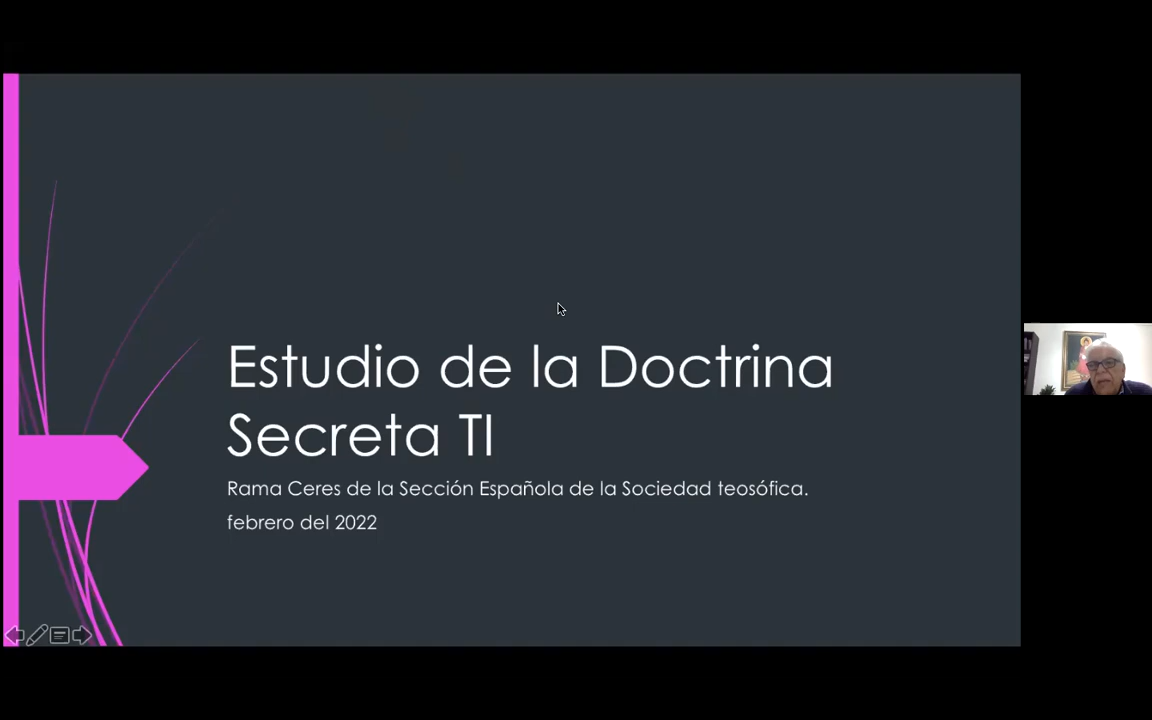 Estudio de la Doctrina
Secreta TI
Rama Ceres de la Sección Española de la Sociedad teosófica.
febrero del 2022